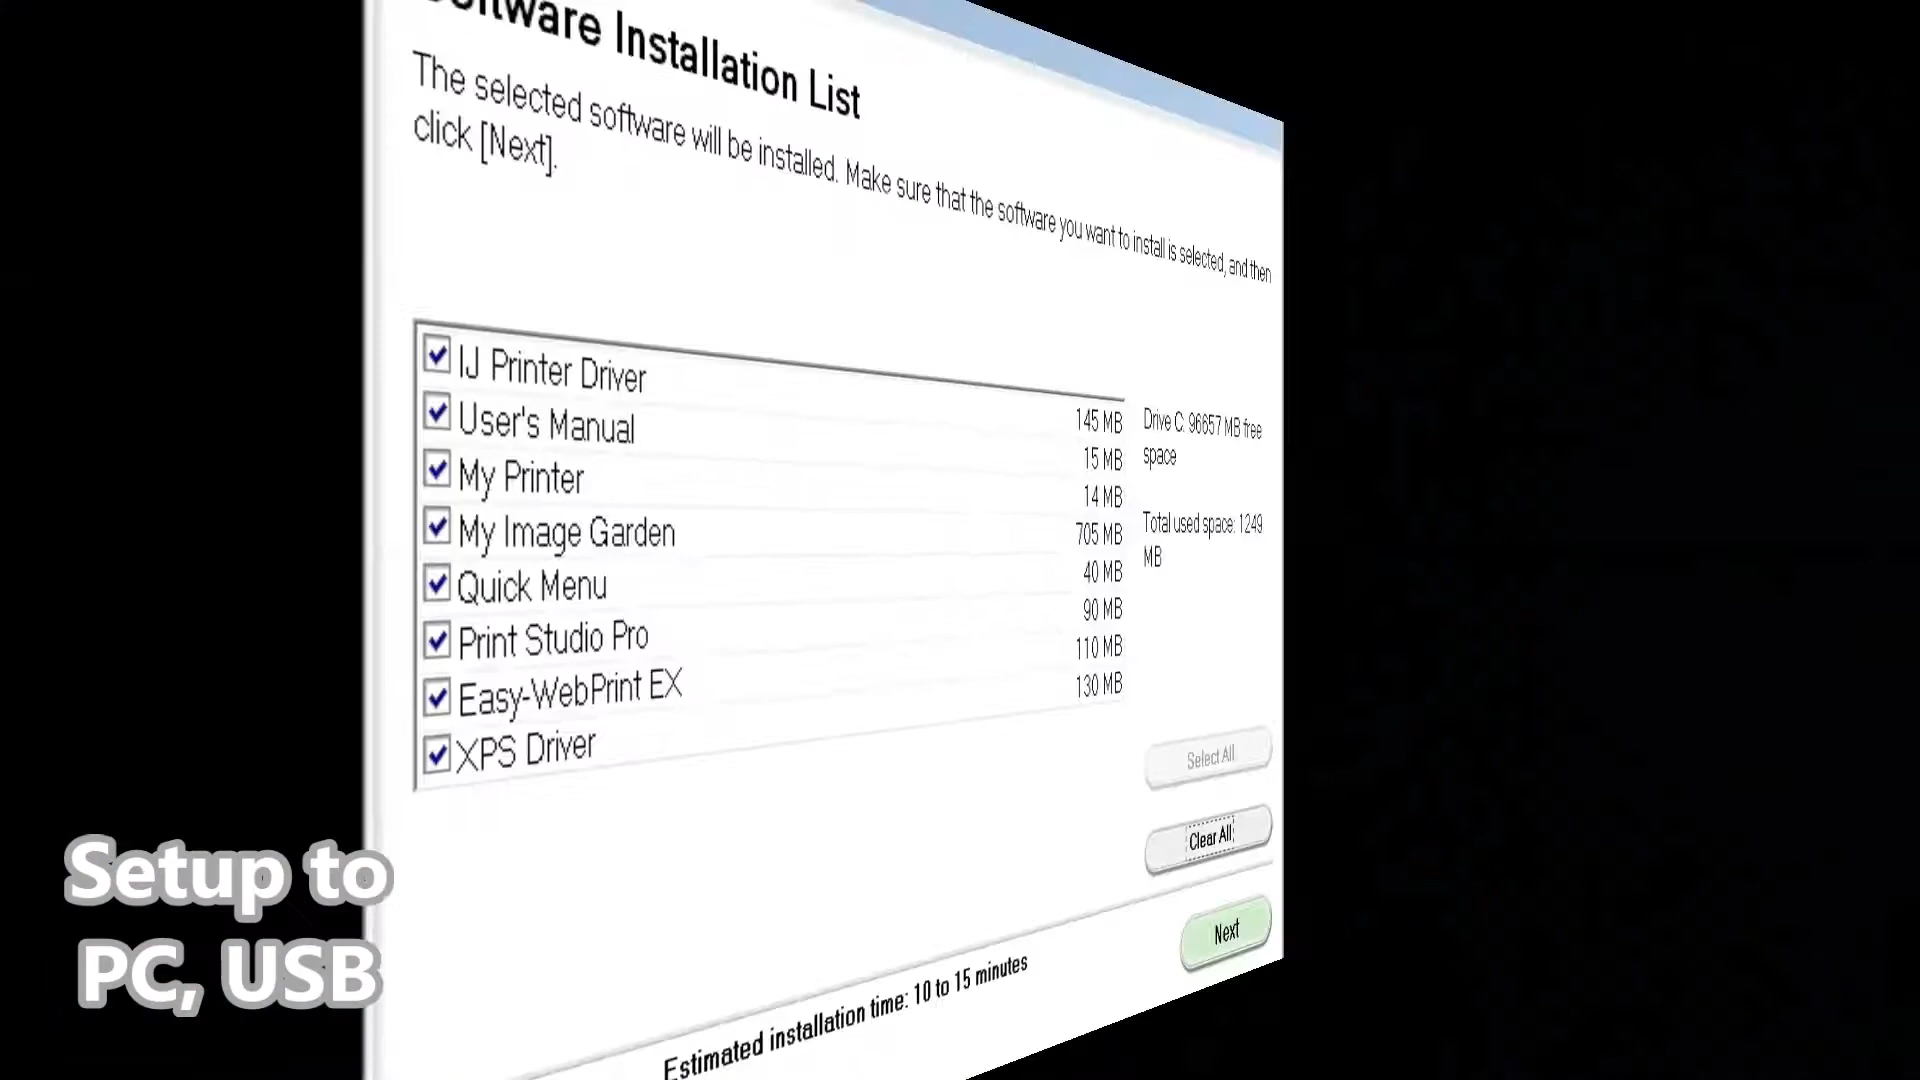 Software Installation List
The selected software will be installed. Make sure that the software you want to install is selected, and then
click [Next].
IJ Printer Driver 145 MB
User's Manual 15 MB
My Printer 14 MB
My Image Garden 705 MB
Quick Menu 40 MB
Print Studio Pro 90 MB
Easy-WebPrint EX 110 MB
XPS Driver 130 MB
Drive C: 96657 MB free
space
Total used space: 1249
MB
Select All
Clear All
Next
Estimated installation time: 10 to 15 minutes
Setup to
PC, USB